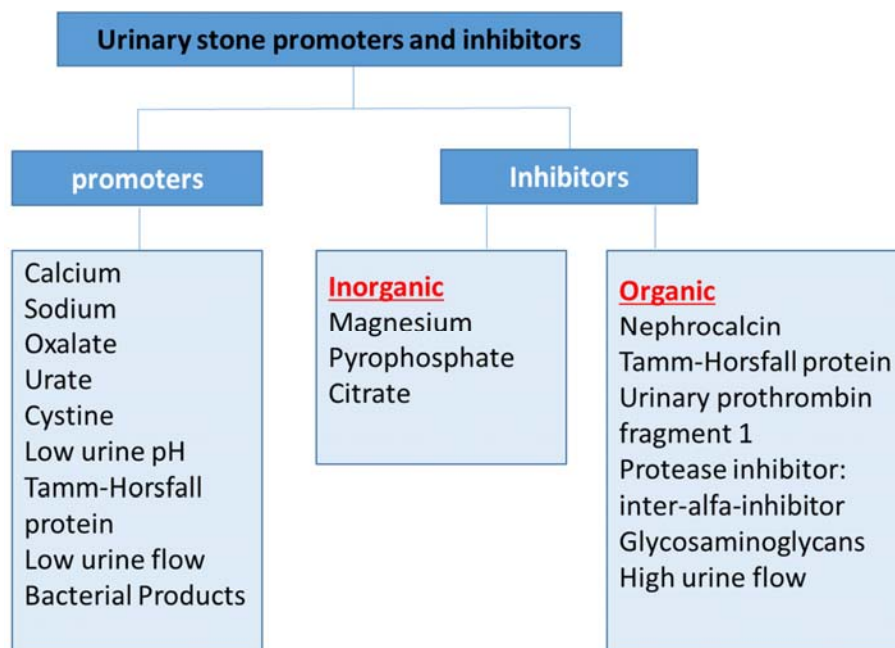 Urinary stone promoters and inhibitors
promoters
Inhibitors
Calcium
Sodium
Oxalate
Urate
Cystine
Low urine pH
Tamm-Horsfall
protein
Low urine flow
Bacterial Products
Inorganic
Magnesium
Pyrophosphate
Citrate
Organic
Nephrocalcin
Tamm-Horsfall protein
Urinary prothrombin
fragment 1
Protease inhibitor:
inter-alfa-inhibitor
Glycosaminoglycans
High urine flow